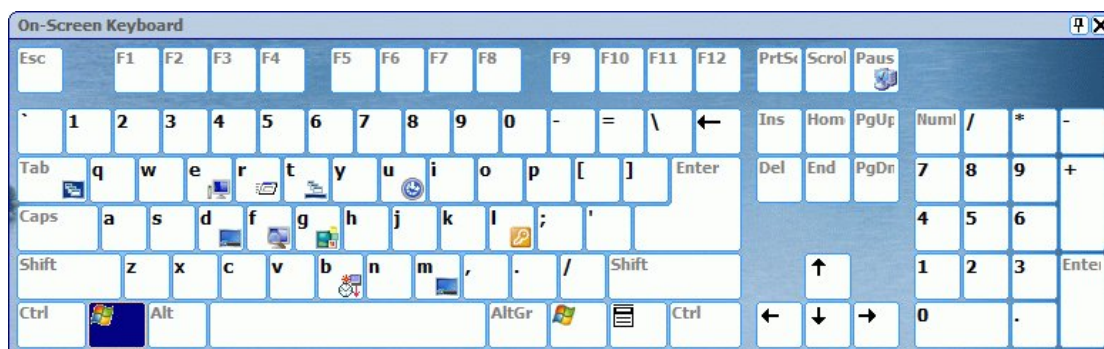 On-Screen Keyboard
Esc F1 F2 F3 F4 F5 F6 F7 F8 F9 F10 F11 F12 PrtSc Scrol Paus
` 1 2 3 4 5 6 7 8 9 0 - = \ ← Ins Hom PgUp Numl / * -
Tab q w e r t y u i o p [ ] Enter Del End PgDn 7 8 9 +
Caps a s d f g h j k l ; ' 4 5 6
Shift z x c v b n m , . / Shift ↑ 1 2 3 Enter
Ctrl Alt AltGr Ctrl ← ↓ → 0 .